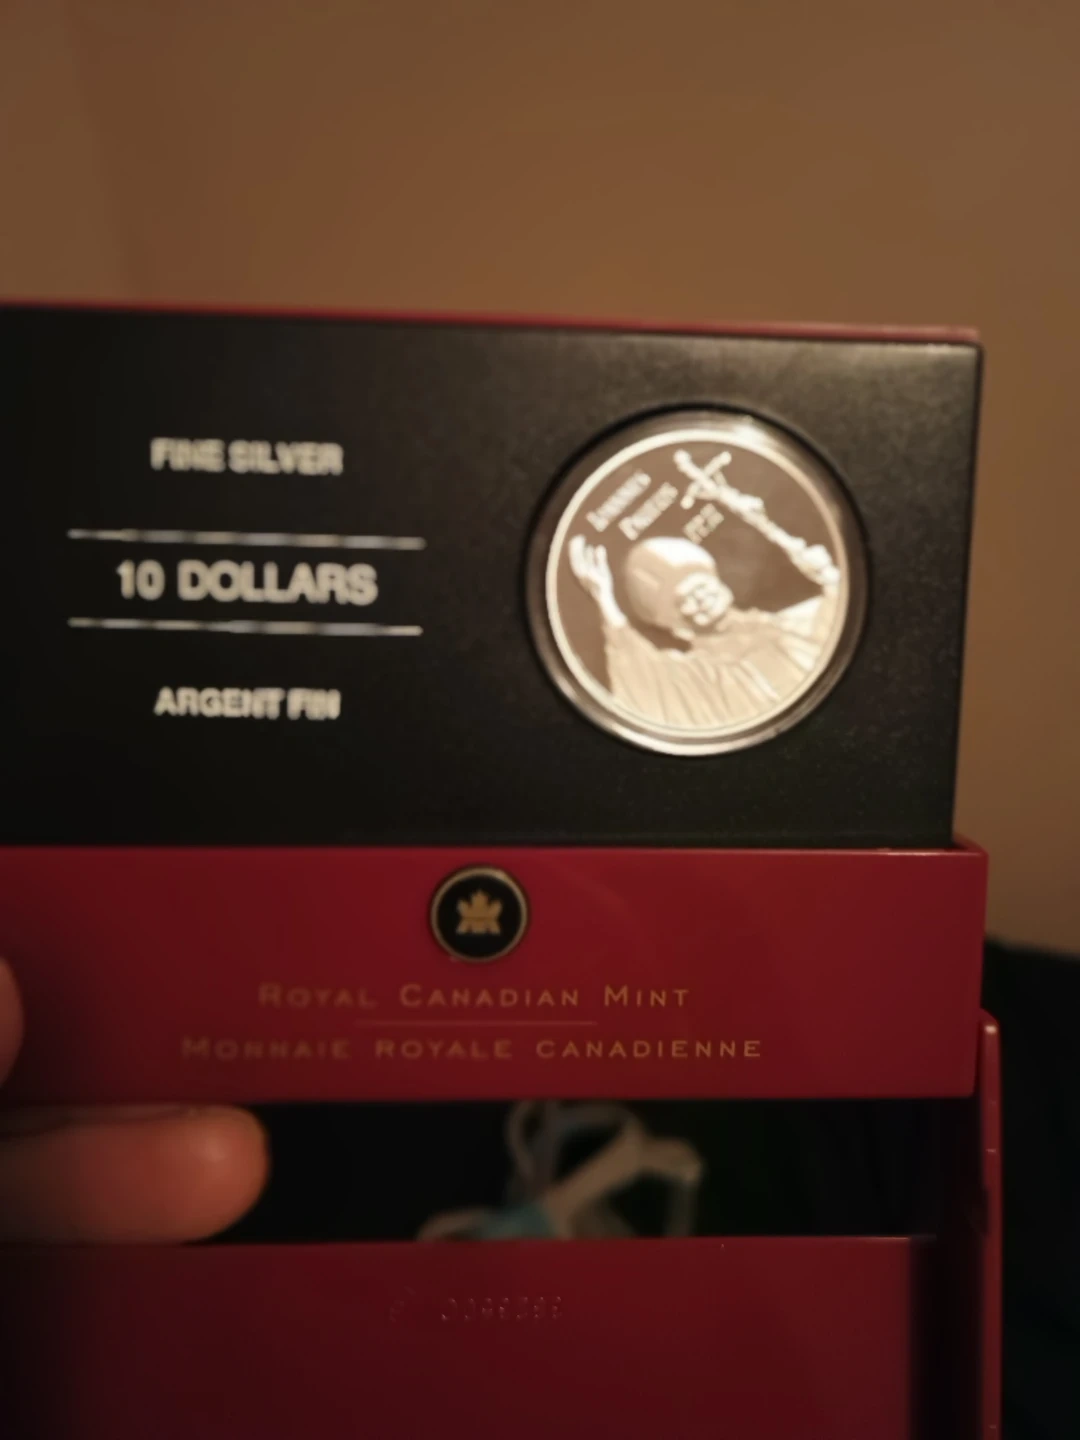 FINE SILVER
10 DOLLARS
ARGENT FIN
ROYAL CANADIAN MINT
MONNAIE ROYALE CANADIENNE